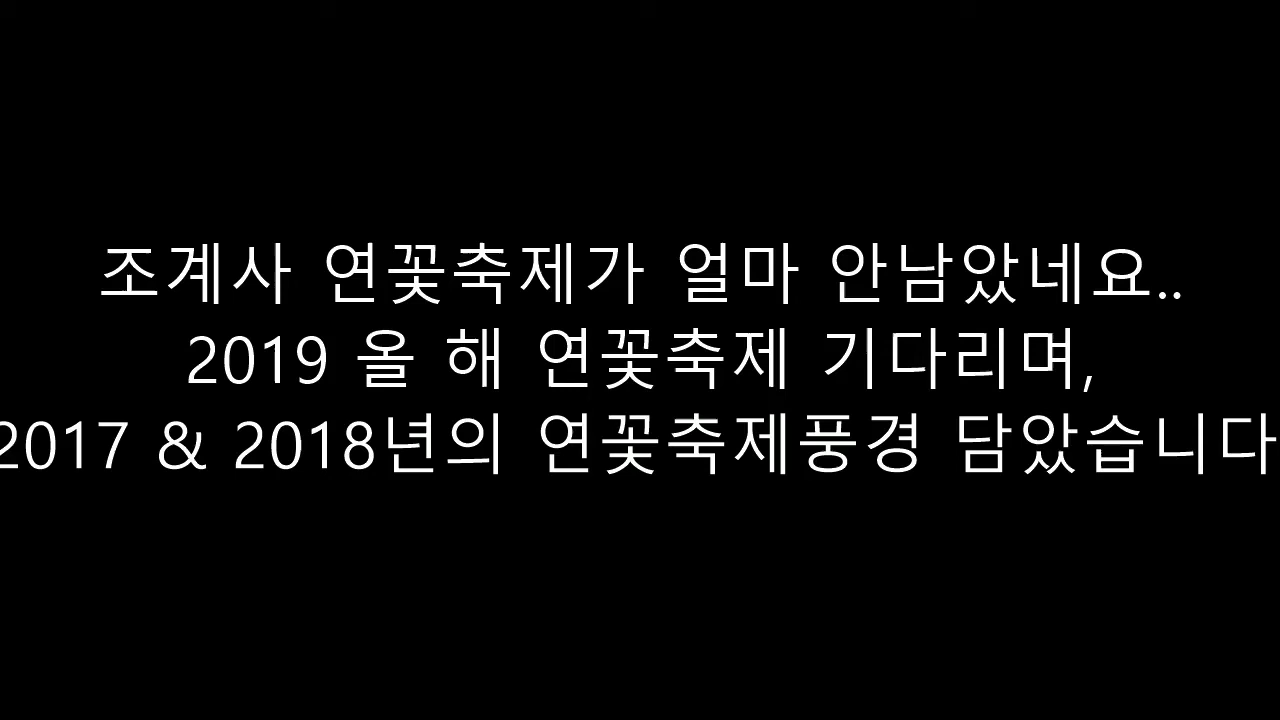 조계사 연꽃축제가 얼마 안남았네요..
2019 올 해 연꽃축제 기다리며,
2017 & 2018년의 연꽃축제풍경 담았습니다